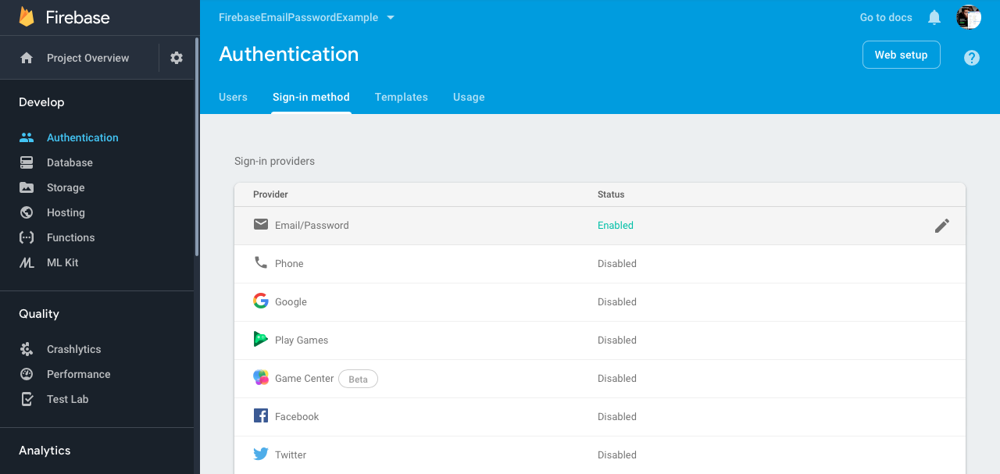 Firebase
Project Overview
Develop
Authentication
Database
Storage
Hosting
Functions
ML Kit
Quality
Crashlytics
Performance
Test Lab
Analytics
FirebaseEmailPasswordExample
Go to docs
Authentication
Web setup
?
Users Sign-in method Templates Usage
Sign-in providers
Provider Status
Email/Password Enabled
Phone Disabled
Google Disabled
Play Games Disabled
Game Center Beta Disabled
Facebook Disabled
Twitter Disabled